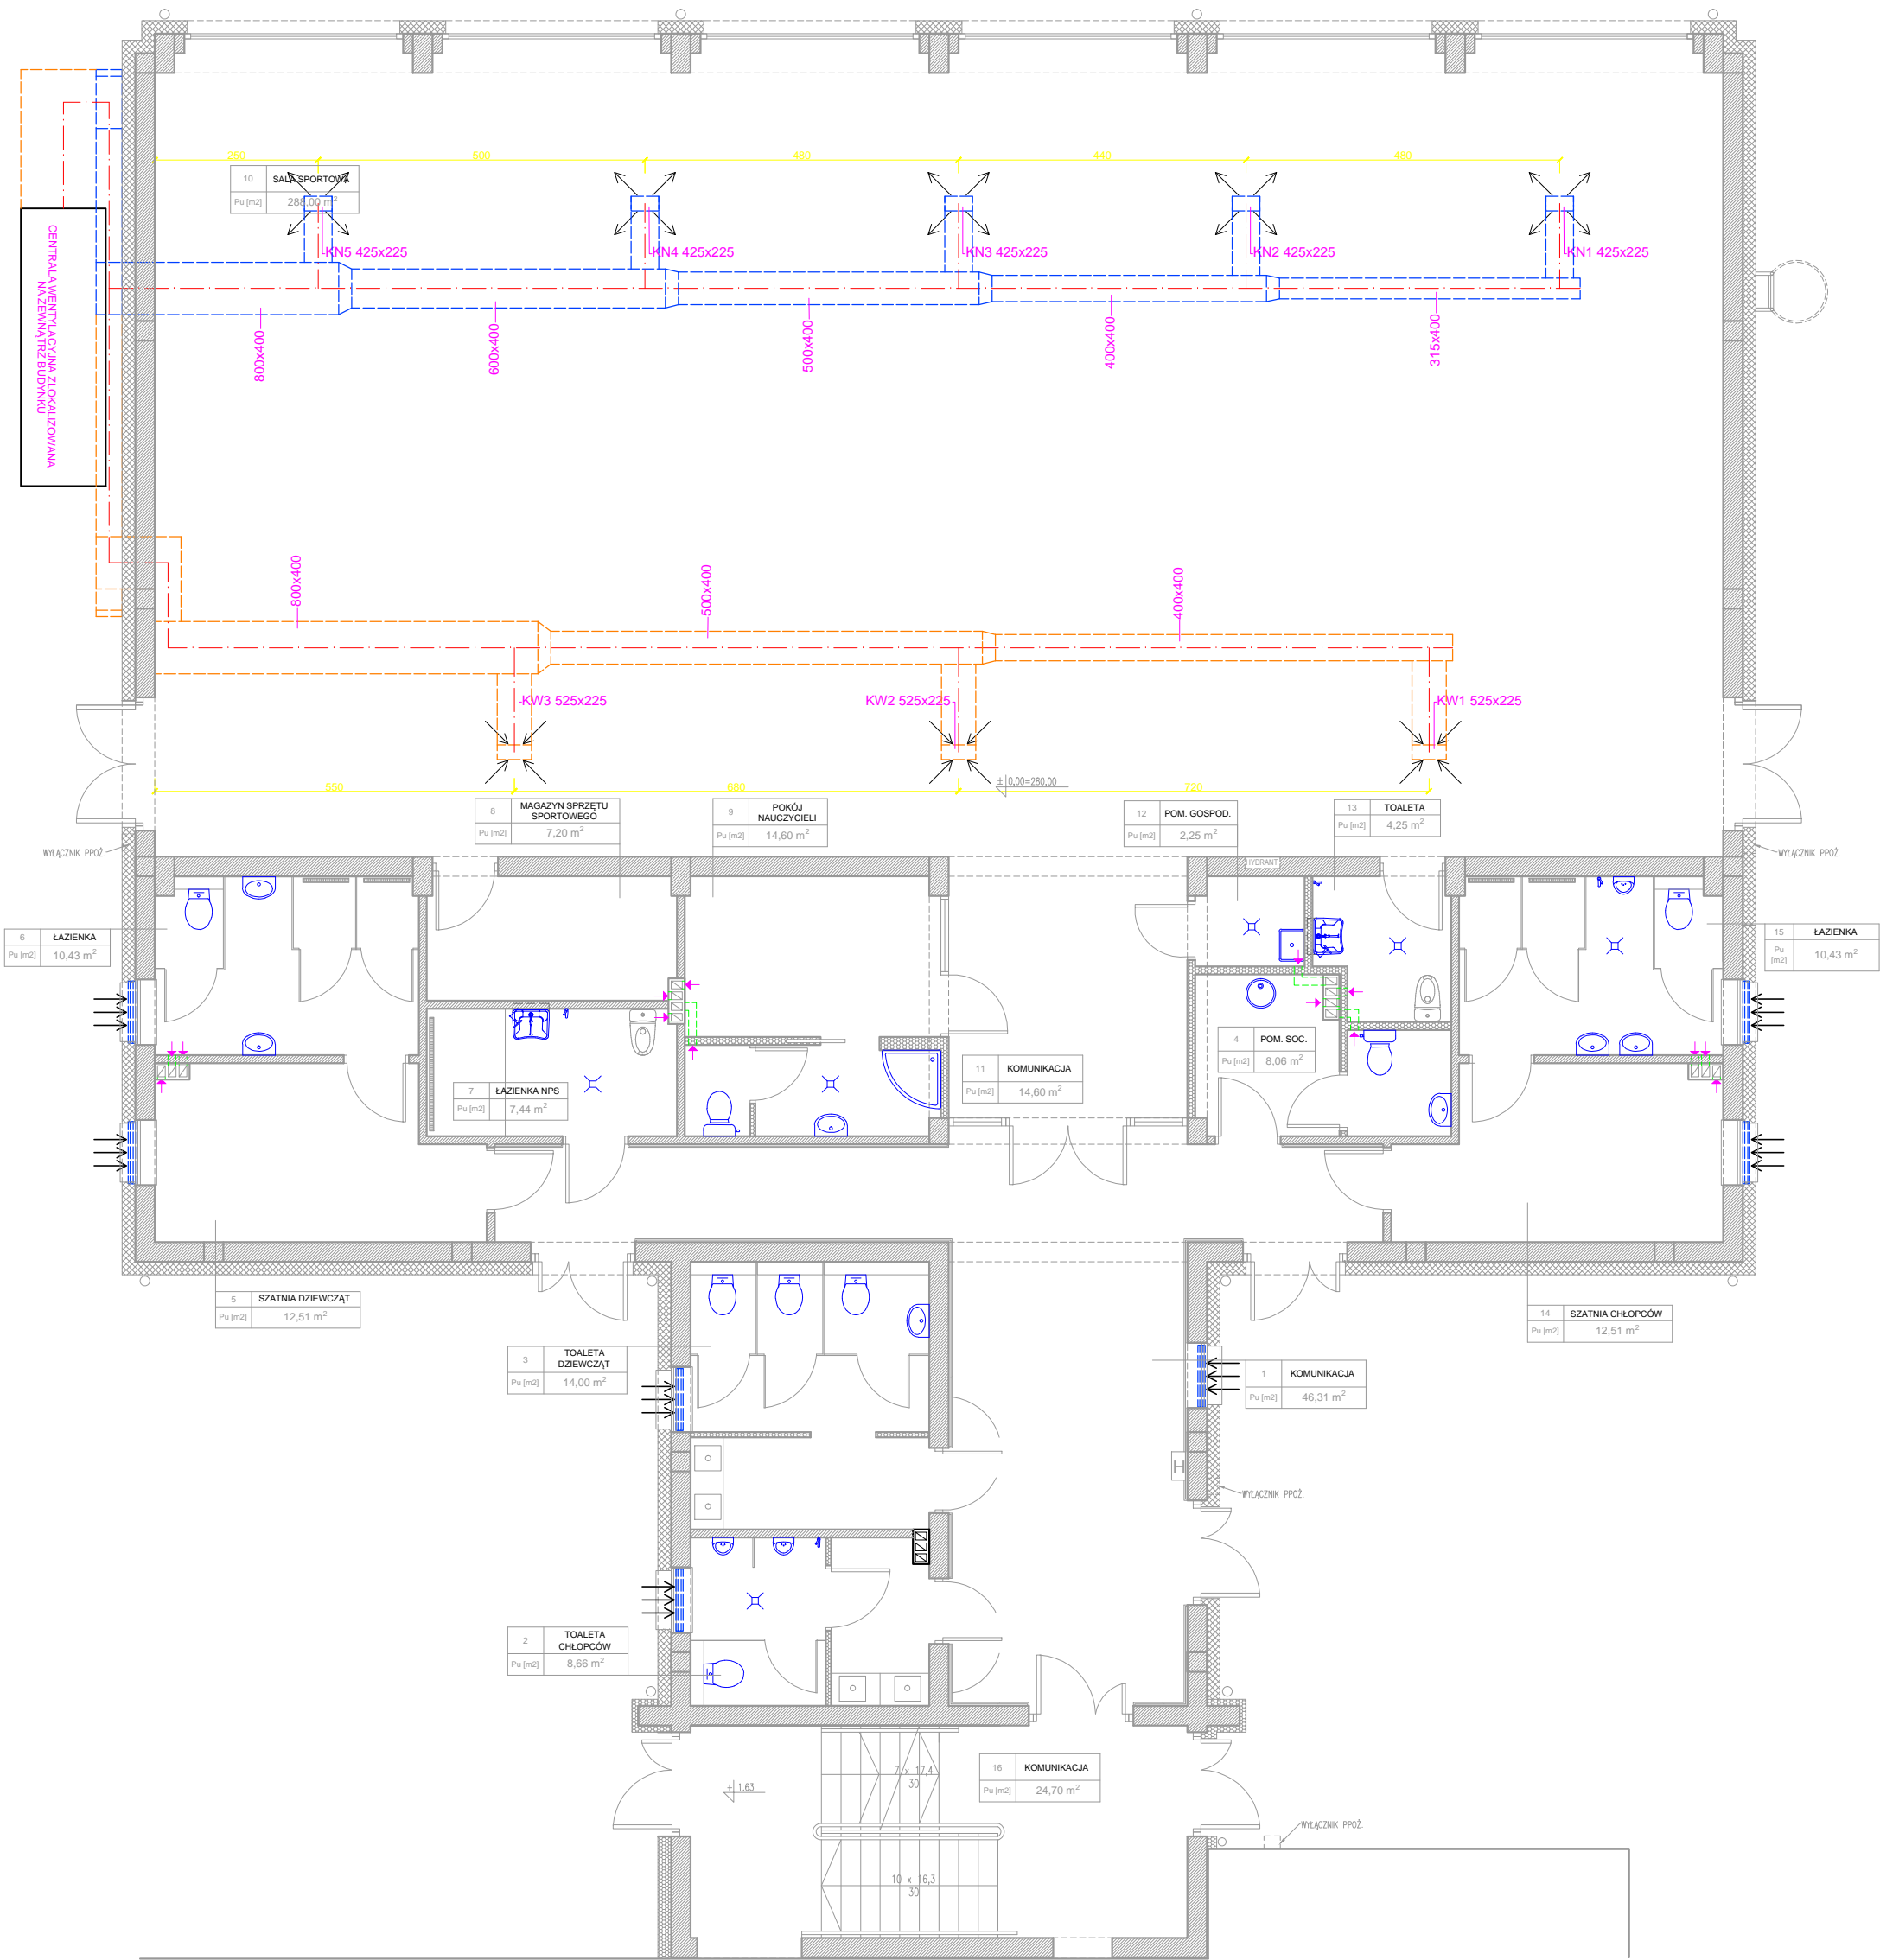 250
500
480
440
480
10
SALA SPORTOWA
Pu [m2]
288,00 m²
KN5 425x225
KN4 425x225
KN3 425x225
KN2 425x225
KN1 425x225
CENTRALA WENTYLACYJNA ZLOKALIZOWANA
NA ZEWNĄTRZ BUDYNKU
800x400
600x400
500x400
400x400
315x400
800x400
500x400
400x400
KW3 525x225
KW2 525x225
KW1 525x225
550
680
720
± 0,00=280,00
8
MAGAZYN SPRZĘTU
SPORTOWEGO
Pu [m2]
7,20 m²
9
POKÓJ
NAUCZYCIELI
Pu [m2]
14,60 m²
12
POM. GOSPOD.
Pu [m2]
2,25 m²
13
TOALETA
Pu [m2]
4,25 m²
WYŁĄCZNIK PPOŻ.
WYŁĄCZNIK PPOŻ.
HYDRANT
6
ŁAZIENKA
Pu [m2]
10,43 m²
15
ŁAZIENKA
Pu
[m2]
10,43 m²
7
ŁAZIENKA NPS
Pu [m2]
7,44 m²
11
KOMUNIKACJA
Pu [m2]
14,60 m²
4
POM. SOC.
Pu [m2]
8,06 m²
5
SZATNIA DZIEWCZĄT
Pu [m2]
12,51 m²
14
SZATNIA CHŁOPCÓW
Pu [m2]
12,51 m²
3
TOALETA
DZIEWCZĄT
Pu [m2]
14,00 m²
1
KOMUNIKACJA
Pu [m2]
46,31 m²
H
WYŁĄCZNIK PPOŻ.
2
TOALETA
CHŁOPCÓW
Pu [m2]
8,66 m²
16
KOMUNIKACJA
Pu [m2]
24,70 m²
7 x 17,4
30
± 1,63
WYŁĄCZNIK PPOŻ.
10 x 16,3
30